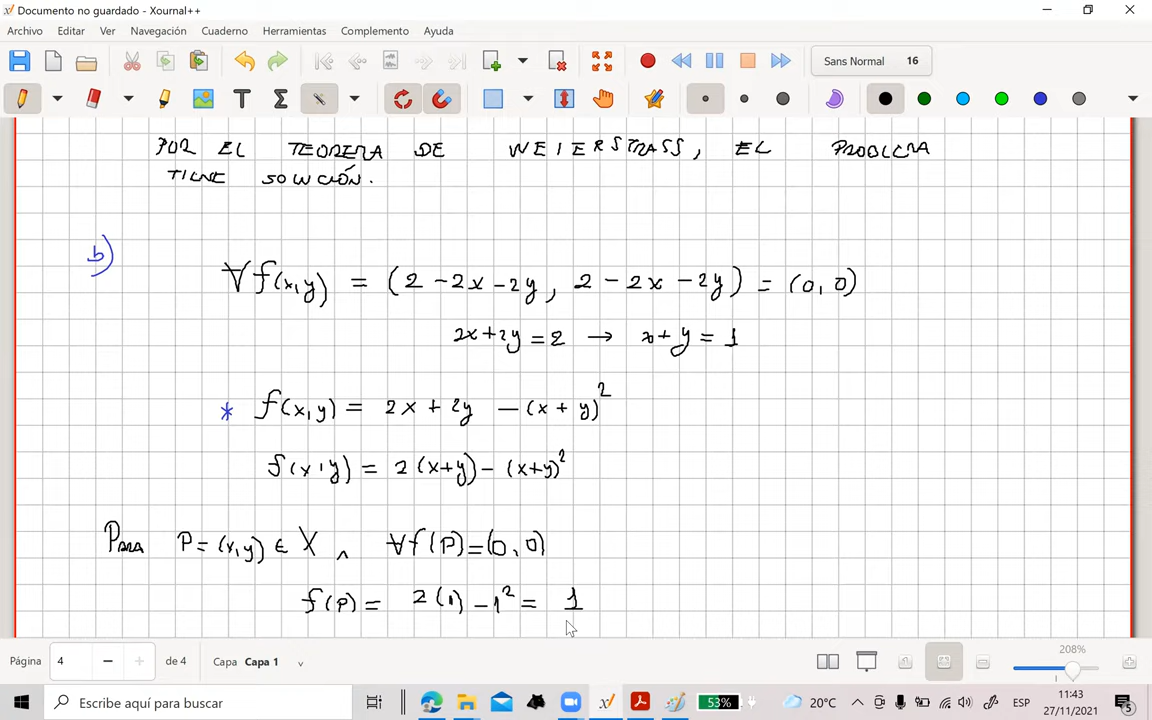 Documento no guardado - Xournal++
Archivo Editar Ver Navegación Cuaderno Herramientas Complemento Ayuda
Sans Normal 16
POR EL TEOREMA DE WEIERSTRASS, EL PROBLEMA
TIENE SOLUCIÓN.
b)
∀f(x,y) = (2 - 2x - 2y, 2 - 2x - 2y) = (0, 0)
2x + 2y = 2 → x + y = 1
* f(x,y) = 2x + 2y - (x + y)²
f(x,y) = 2(x+y) - (x+y)²
PARA P = (x,y) ∈ X ∧ ∀f(P) = (0,0)
f(P) = 2(1) - 1² = 1
Página 4 de 4 Capa Capa 1 208%
Escribe aquí para buscar 53% 20°C ESP 11:43
27/11/2021 5